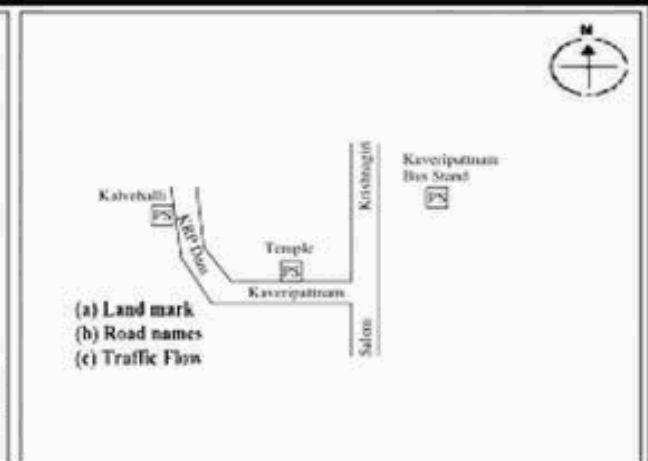 N
Kaveripattnam
Bus Stand
PS
Krishnagiri
Kalvehalli
PS
KRP Dam
Temple
PS
Kaveripattnam
Salem
(a) Land mark
(b) Road names
(c) Traffic Flow